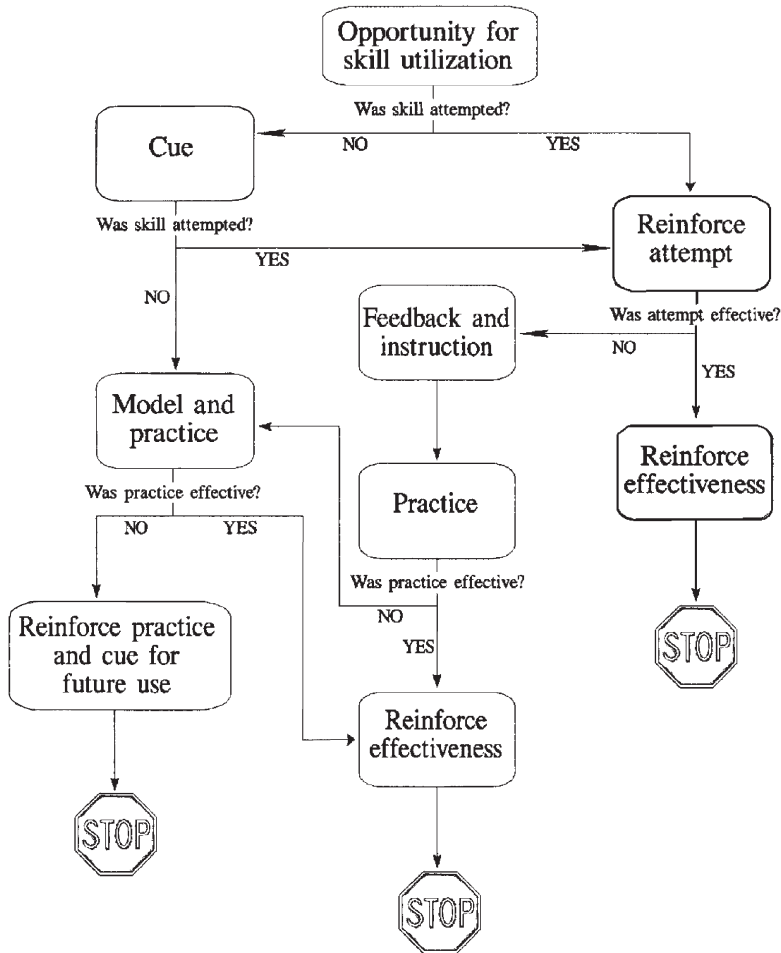 Opportunity for
skill utilization
Was skill attempted?
NO
YES
Cue
Was skill attempted?
YES
NO
Reinforce
attempt
Was attempt effective?
NO
YES
Feedback and
instruction
Model and
practice
Was practice effective?
NO
YES
Practice
Was practice effective?
NO
YES
Reinforce
effectiveness
STOP
Reinforce practice
and cue for
future use
STOP
Reinforce
effectiveness
STOP